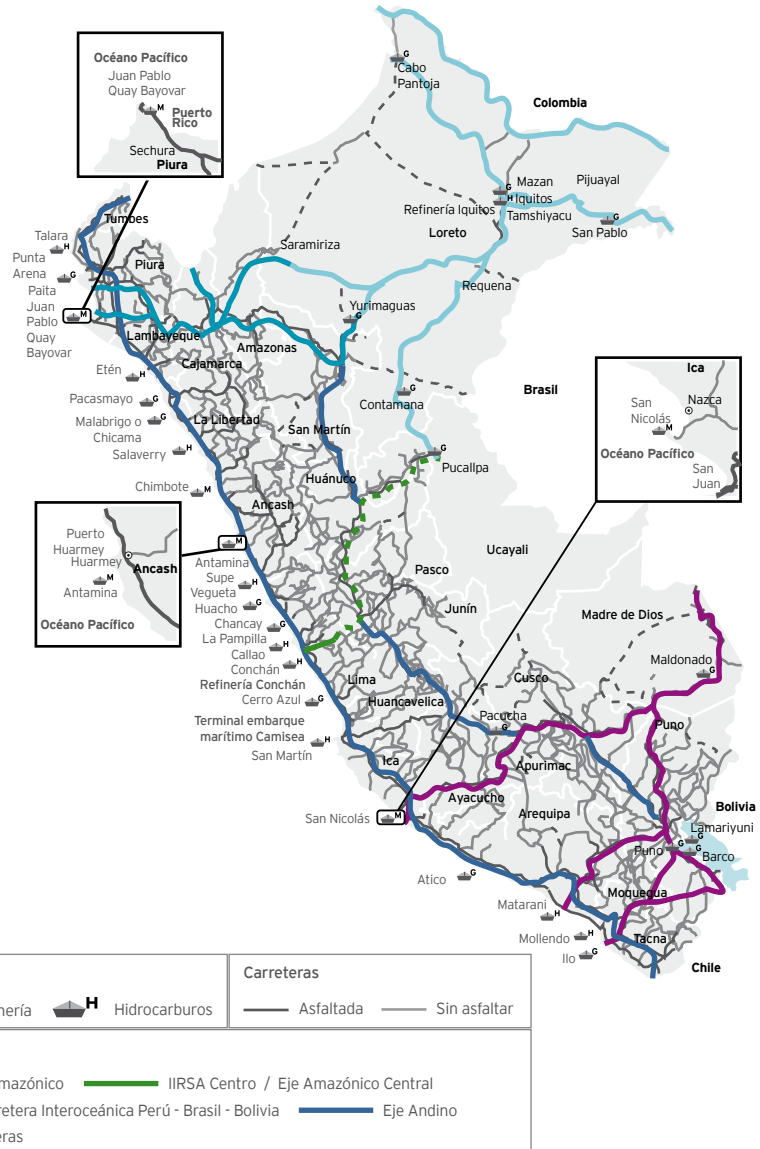 Océano Pacífico
Juan Pablo
Quay Bayovar
M
Puerto
Rico
Sechura
Piura
G
Cabo
Pantoja
Colombia
G
Mazan
Pijuayal
H
Iquitos
Refinería Iquitos
Tamshiyacu
G
San Pablo
Loreto
Tumbes
Talara
H
Punta
Arena
G
Piura
Saramiriza
Requena
Paita
Juan
Pablo
M
Quay
Bayovar
Yurimaguas
G
Lambayeque
Amazonas
Cajamarca
Etén
H
Brasil
Pacasmayo
G
Contamana
G
Malabrigo o
G
Chicama
La Libertad
San Martín
Salaverry
H
G
Pucallpa
Chimbote
M
Huánuco
Ancash
Ica
San
Nicolás
M
Nazca
Océano Pacífico
San
Juan
Puerto
Huarmey
Huarmey
M
Antamina
Ancash
Océano Pacífico
M
Antamina
Supe
Vegueta
H
Huacho
G
Chancay
G
La Pampilla
H
Callao
Conchán
H
Refinería Conchán
Cerro Azul
G
Terminal embarque
marítimo Camisea
San Martín
H
Ucayali
Pasco
Junín
Madre de Dios
Maldonado
G
Cusco
Lima
Huancavelica
Pacucha
G
Puno
Ica
Apurimac
Ayacucho
San Nicolás
M
Arequipa
Bolivia
Lamariyuni
G
Puno
G
G
Barco
Atico
G
Moquegua
Matarani
H
Mollendo
H
Tacna
Ilo
G
Chile
nería
H
Hidrocarburos
Carreteras
Asfaltada
Sin asfaltar
mazónico
IIRSA Centro / Eje Amazónico Central
retera Interoceánica Perú - Brasil - Bolivia
Eje Andino
eras